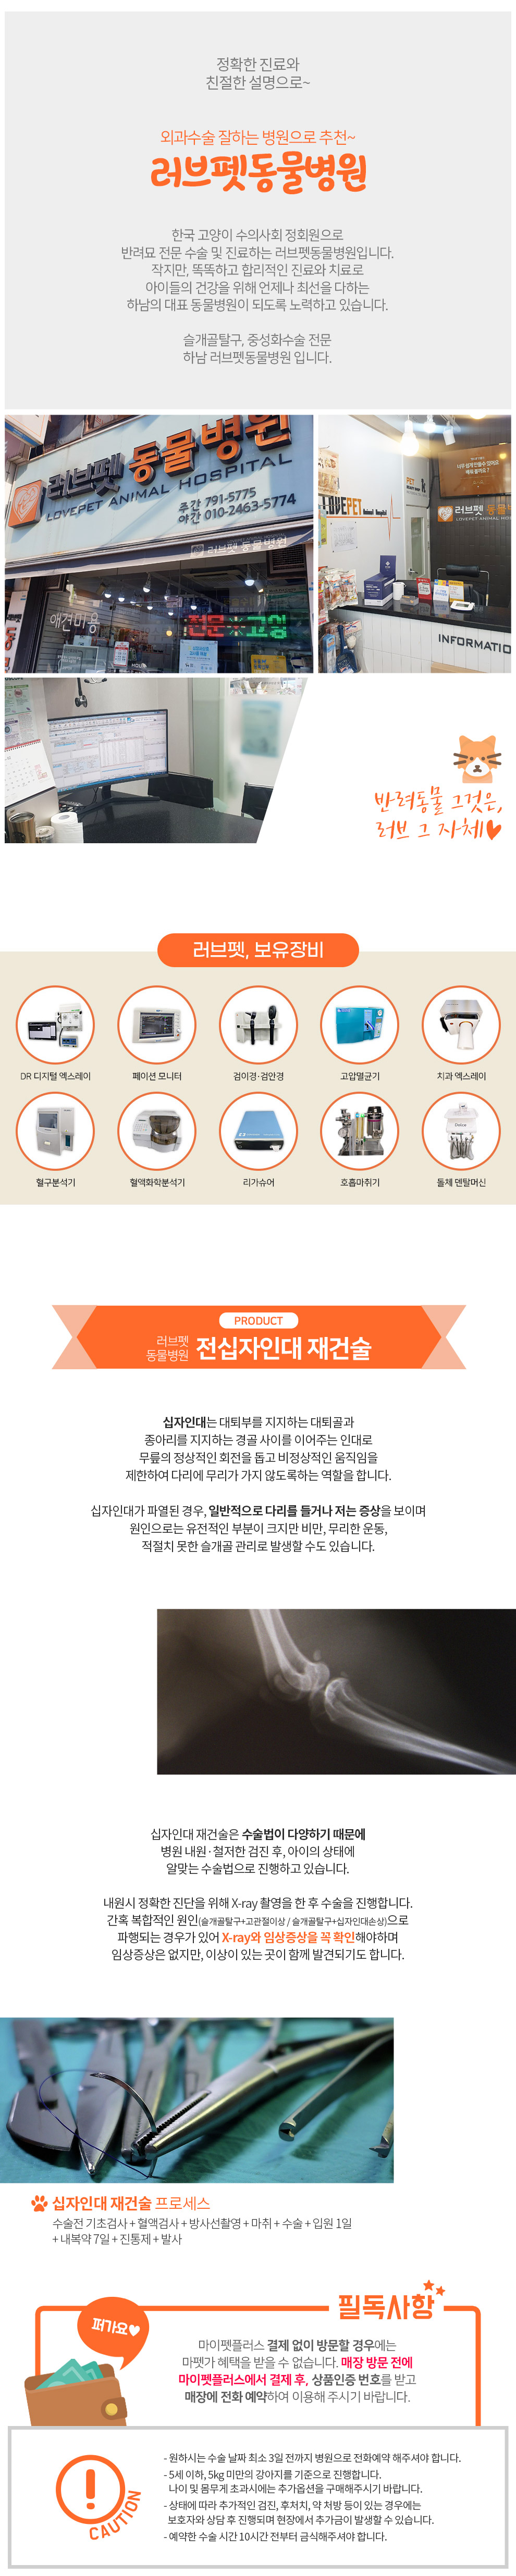 정확한 진료와
친절한 설명으로~
외과수술 잘하는 병원으로 추천~
러브펫동물병원
한국 고양이 수의사회 정회원으로
반려묘 전문 수술 및 진료하는 러브펫동물병원입니다.
작지만, 똑똑하고 합리적인 진료와 치료로
아이들의 건강을 위해 언제나 최선을 다하는
하남의 대표 동물병원이 되도록 노력하고 있습니다.
슬개골탈구, 중성화수술 전문
하남 러브펫동물병원 입니다.
러브펫 동물병원
LOVEPET ANIMAL HOSPITAL
주간 791-5775
야간 010-2463-5774
러브펫 동물병원
애견미용
전문 고싱
LOVEPET
PET
러브펫 동물병
LOVEPET ANIMAL HOS
INFORMATIO
반려동물 그것은,
러브 그 자체
러브펫, 보유장비
DR 디지털 엑스레이
페이션 모니터
검이경·검안경
고압멸균기
치과 엑스레이
혈구분석기
혈액화학분석기
리가슈어
호흡마취기
돌체 덴탈머신
PRODUCT
러브펫
동물병원
전십자인대 재건술
십자인대는 대퇴부를 지지하는 대퇴골과
종아리를 지지하는 경골 사이를 이어주는 인대로
무릎의 정상적인 회전을 돕고 비정상적인 움직임을
제한하여 다리에 무리가 가지 않도록하는 역할을 합니다.
십자인대가 파열된 경우, 일반적으로 다리를 들거나 저는 증상을 보이며
원인으로는 유전적인 부분이 크지만 비만, 무리한 운동,
적절치 못한 슬개골 관리로 발생할 수도 있습니다.
십자인대 재건술은 수술법이 다양하기 때문에
병원 내원·철저한 검진 후, 아이의 상태에
알맞는 수술법으로 진행하고 있습니다.
내원시 정확한 진단을 위해 X-ray 촬영을 한 후 수술을 진행합니다.
간혹 복합적인 원인(슬개골탈구+고관절이상 / 슬개골탈구+십자인대손상)으로
파행되는 경우가 있어 X-ray와 임상증상을 꼭 확인해야하며
임상증상은 없지만, 이상이 있는 곳이 함께 발견되기도 합니다.
십자인대 재건술 프로세스
수술전 기초검사 + 혈액검사 + 방사선촬영 + 마취 + 수술 + 입원 1일
+ 내복약 7일 + 진통제 + 발사
필독사항
퍼가요
마이펫플러스 결제 없이 방문할 경우에는
마펫가 혜택을 받을 수 없습니다. 매장 방문 전에
마이펫플러스에서 결제 후, 상품인증 번호를 받고
매장에 전화 예약하여 이용해 주시기 바랍니다.
CAUTION
- 원하시는 수술 날짜 최소 3일 전까지 병원으로 전화예약 해주셔야 합니다.
- 5세 이하, 5kg 미만의 강아지를 기준으로 진행합니다.
나이 및 몸무게 초과시에는 추가옵션을 구매해주시기 바랍니다.
- 상태에 따라 추가적인 검진, 후처치, 약 처방 등이 있는 경우에는
보호자와 상담 후 진행되며 현장에서 추가금이 발생할 수 있습니다.
- 예약한 수술 시간 10시간 전부터 금식해주셔야 합니다.